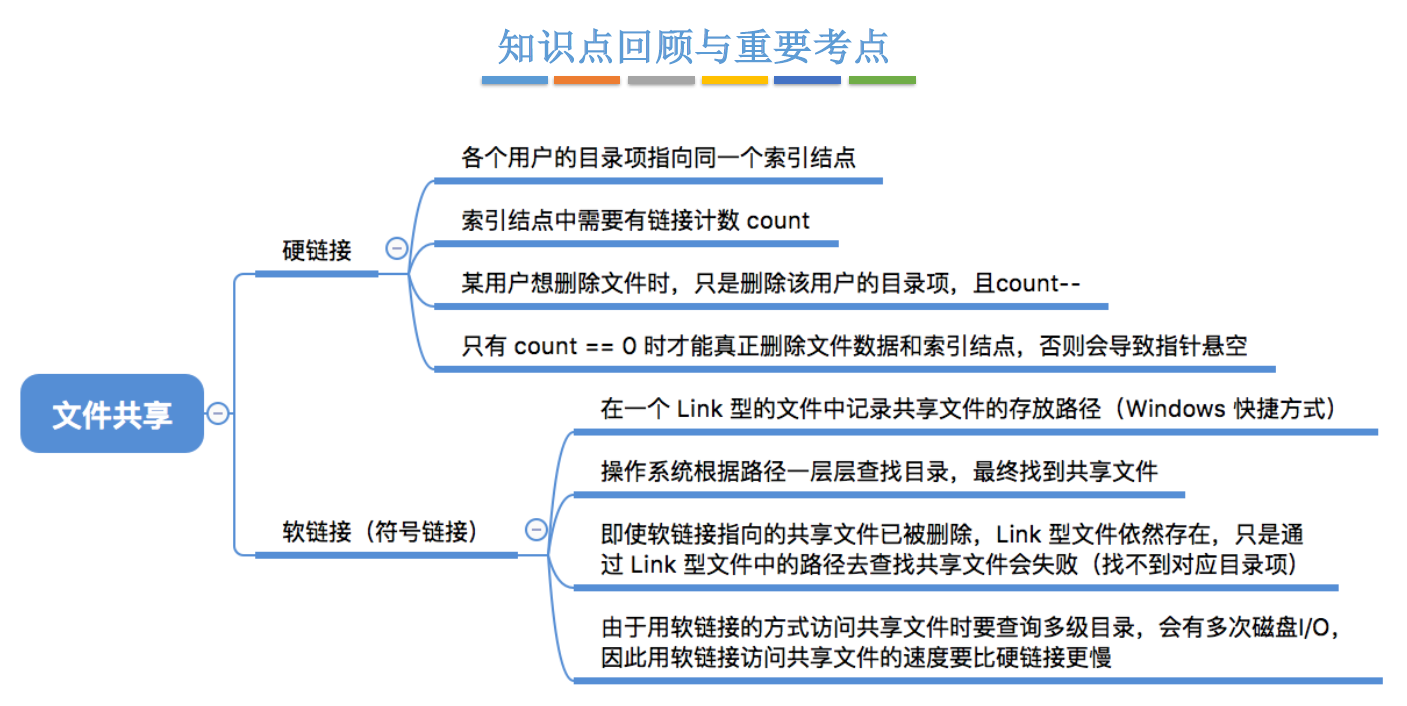 知识点回顾与重要考点
各个用户的目录项指向同一个索引结点
索引结点中需要有链接计数 count
硬链接
某用户想删除文件时，只是删除该用户的目录项，且count--
只有 count == 0 时才能真正删除文件数据和索引结点，否则会导致指针悬空
文件共享
在一个 Link 型的文件中记录共享文件的存放路径（Windows 快捷方式）
操作系统根据路径一层层查找目录，最终找到共享文件
软链接（符号链接）
即使软链接指向的共享文件已被删除，Link 型文件依然存在，只是通
过 Link 型文件中的路径去查找共享文件会失败（找不到对应目录项）
由于用软链接的方式访问共享文件时要查询多级目录，会有多次磁盘I/O，
因此用软链接访问共享文件的速度要比硬链接更慢